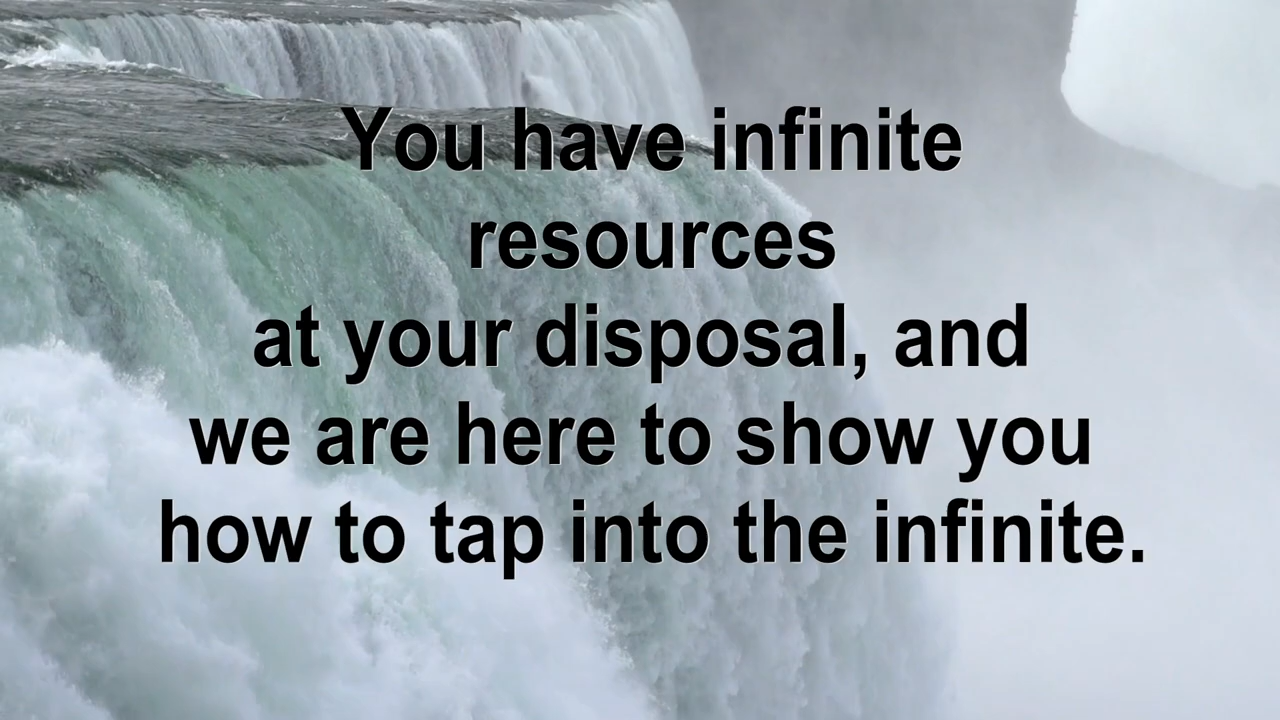 You have infinite
resources
at your disposal, and
we are here to show you
how to tap into the infinite.